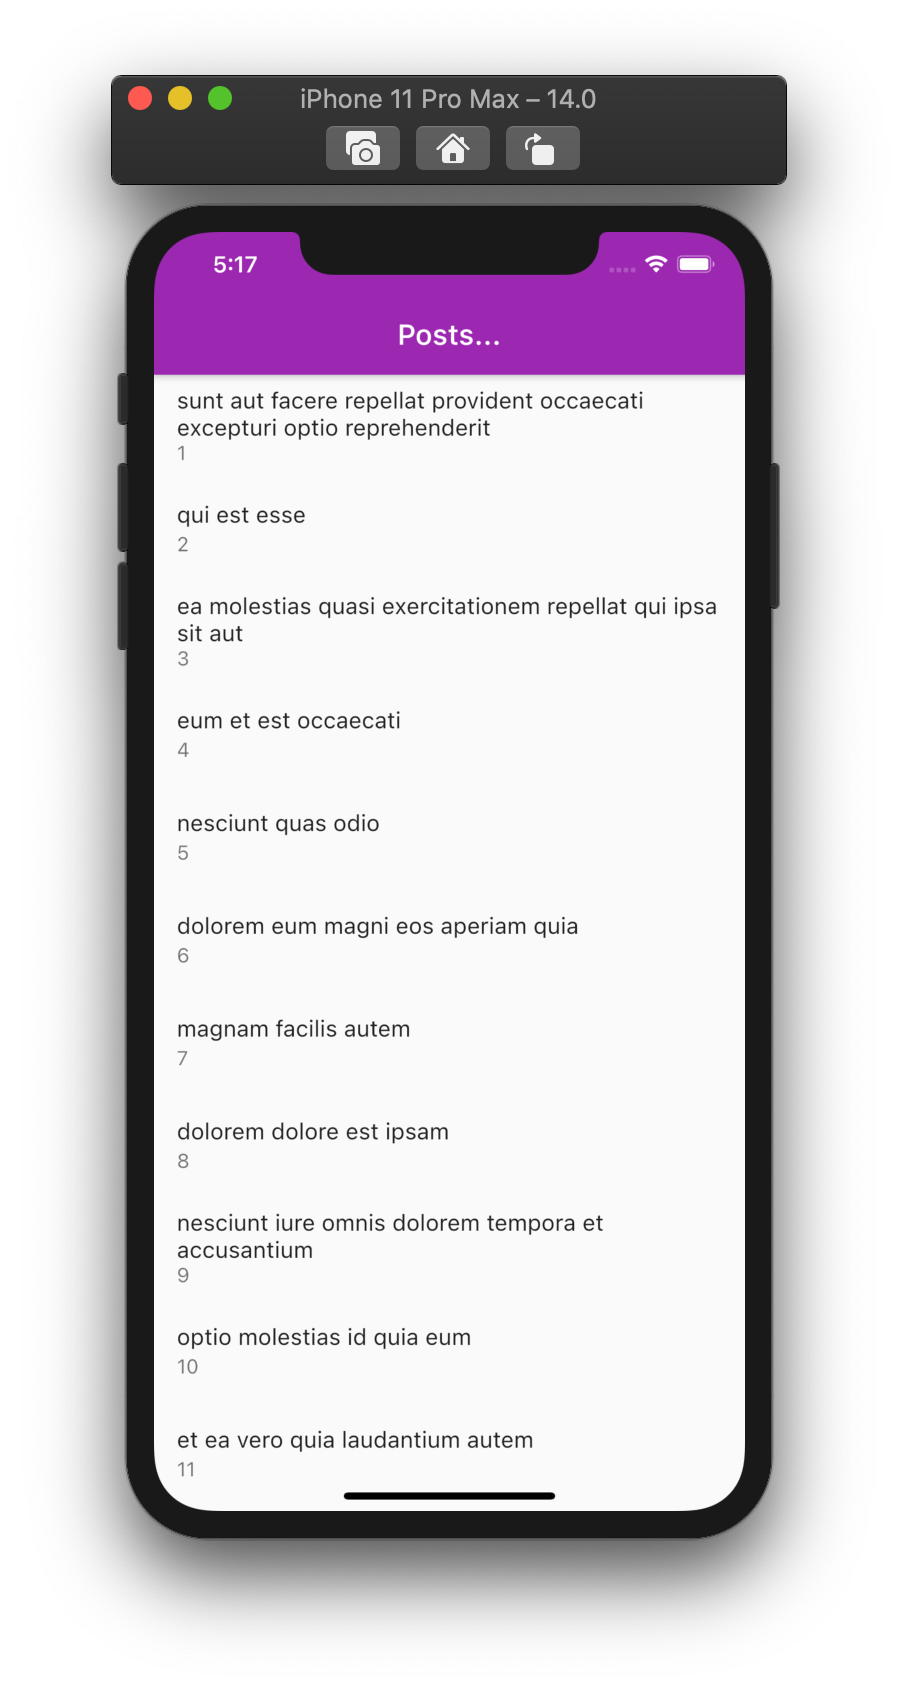 iPhone 11 Pro Max – 14.0
5:17
Posts...
sunt aut facere repellat provident occaecati
excepturi optio reprehenderit
1
qui est esse
2
ea molestias quasi exercitationem repellat qui ipsa
sit aut
3
eum et est occaecati
4
nesciunt quas odio
5
dolorem eum magni eos aperiam quia
6
magnam facilis autem
7
dolorem dolore est ipsam
8
nesciunt iure omnis dolorem tempora et
accusantium
9
optio molestias id quia eum
10
et ea vero quia laudantium autem
11